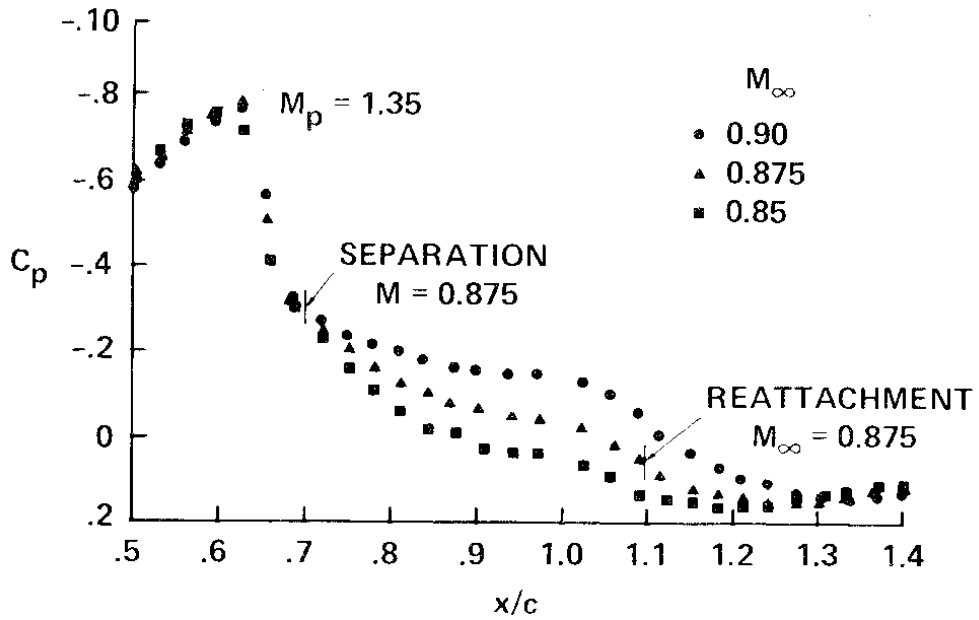 -.10
-.8
M_p = 1.35
M_∞
0.90
0.875
0.85
-.6
C_p
-.4
SEPARATION
M = 0.875
-.2
REATTACHMENT
M_∞ = 0.875
0
.2
.5 .6 .7 .8 .9 1.0 1.1 1.2 1.3 1.4
x/c